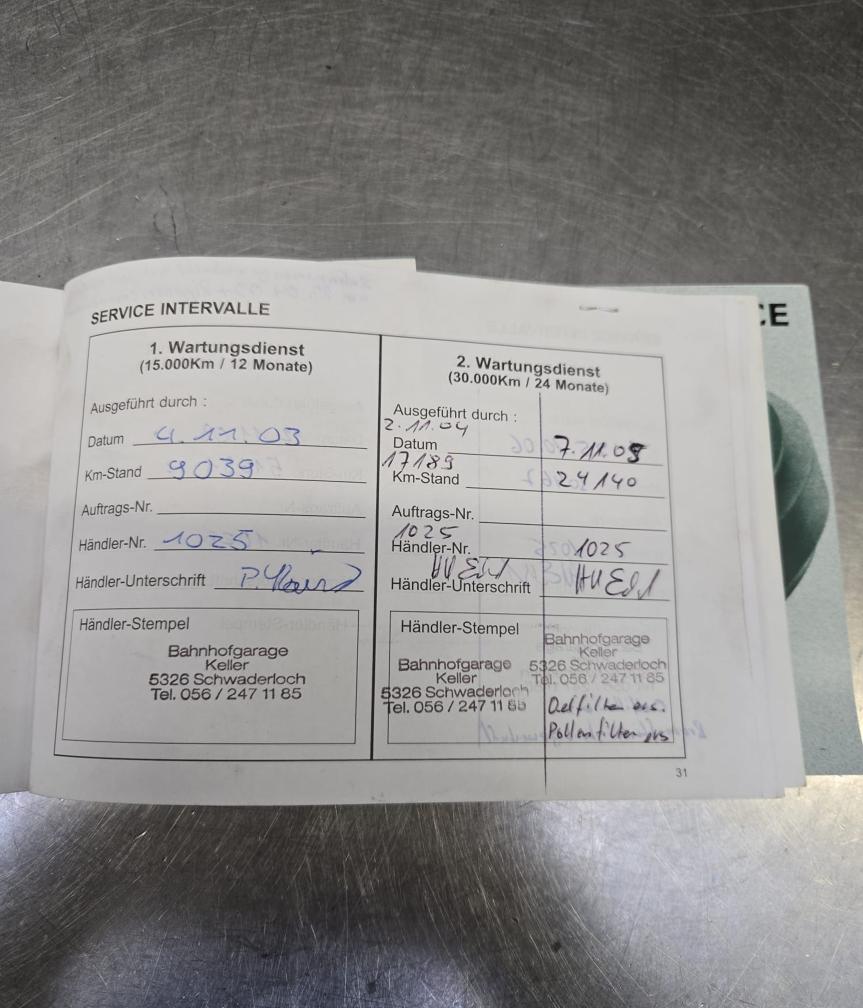 SERVICE INTERVALLE
1. Wartungsdienst
(15.000Km / 12 Monate)
Ausgeführt durch :
Datum 4.11.03
Km-Stand 9039
Auftrags-Nr.
Händler-Nr. 1025
Händler-Unterschrift
Händler-Stempel
Bahnhofgarage
Keller
5326 Schwaderloch
Tel. 056 / 247 11 85
2. Wartungsdienst
(30.000Km / 24 Monate)
Ausgeführt durch :
2.11.04
Datum 7.11.05
17189
Km-Stand 24140
Auftrags-Nr.
1025
Händler-Nr. 1025
Händler-Unterschrift
Händler-Stempel
Bahnhofgarage
Keller
5326 Schwaderloch
Tel. 056 / 247 11 85
Bahnhofgarage
Keller
5326 Schwaderloch
Tel. 056 / 247 11 85
Oelfilter ers.
Pollenfilter ers
31
CE